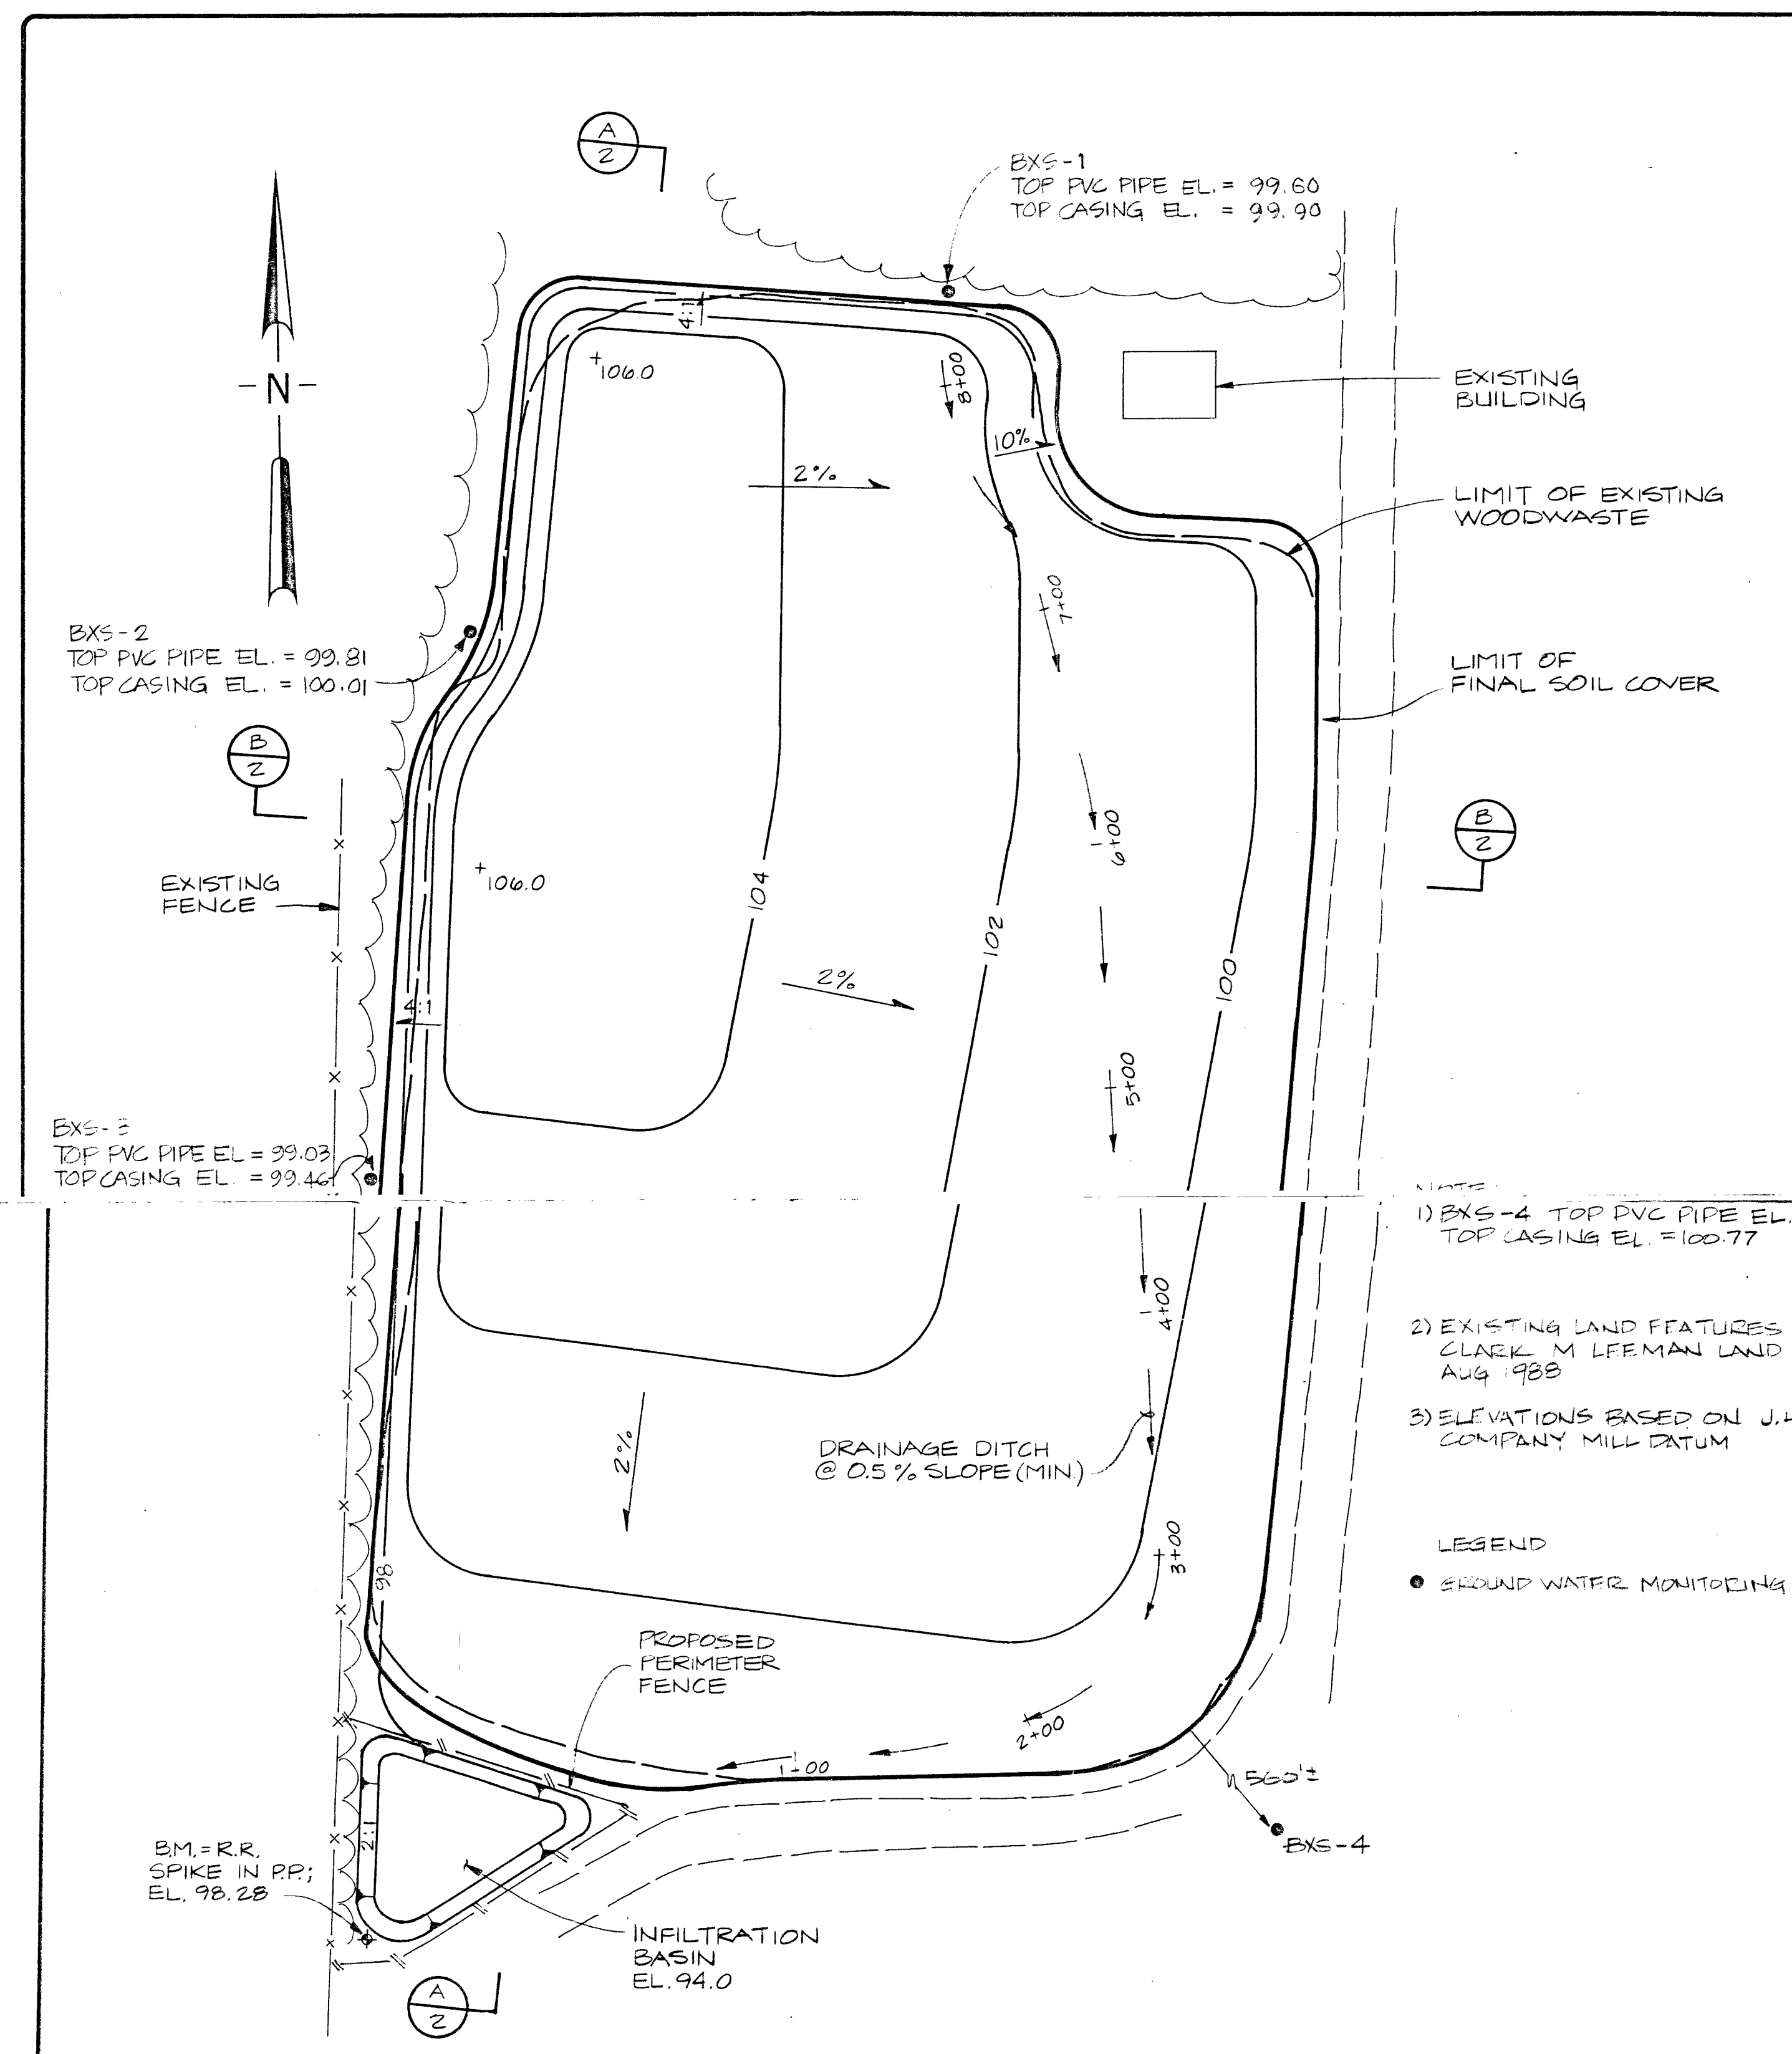 A
2
BXS-1
TOP PVC PIPE EL. = 99.60
TOP CASING EL. = 99.90
-N-
4:1
+106.0
8+00
10%
2%
EXISTING
BUILDING
LIMIT OF EXISTING
WOODWASTE
7+00
BXS-2
TOP PVC PIPE EL. = 99.81
TOP CASING EL. = 100.01
LIMIT OF
FINAL SOIL COVER
B
2
6+00
B
2
EXISTING
FENCE
+106.0
104
102
100
2%
4:1
5+00
BXS-3
TOP PVC PIPE EL = 99.03
TOP CASING EL. = 99.46
NOTE:
1) BXS-4 TOP PVC PIPE EL.
TOP CASING EL. = 100.77
4+00
2) EXISTING LAND FEATURES
CLARK M LEEMAN LAND
AUG 1988
3) ELEVATIONS BASED ON J.H
COMPANY MILL DATUM
2%
DRAINAGE DITCH
@ 0.5% SLOPE (MIN.)
3+00
LEGEND
GROUND WATER MONITORING
98
PROPOSED
PERIMETER
FENCE
2+00
1+00
560'±
BXS-4
2:1
B.M. = R.R.
SPIKE IN P.P.;
EL. 98.28
INFILTRATION
BASIN
EL. 94.0
A
2